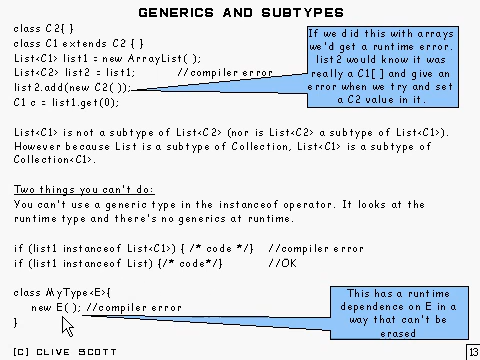 GENERICS AND SUBTYPES
class C2{ }
class C1 extends C2 { }
List<C1> list1 = new ArrayList( );
List<C2> list2 = list1; //compiler error
list2.add(new C2( ));
C1 c = list1.get(0);
If we did this with arrays
we'd get a runtime error.
list2 would know it was
really a C1[ ] and give an
error when we try and set
a C2 value in it.
List<C1> is not a subtype of List<C2> (nor is List<C2> a subtype of List<C1>).
However because List is a subtype of Collection, List<C1> is a subtype of
Collection<C1>.
Two things you can't do:
You can't use a generic type in the instanceof operator. It looks at the
runtime type and there's no generics at runtime.
if (list1 instanceof List<C1>) { /* code */} //compiler error
if (list1 instanceof List) {/* code*/} //OK
class MyType<E>{
new E( ); //compiler error
}
This has a runtime
dependence on E in a
way that can't be
erased
(C) CLIVE SCOTT
13